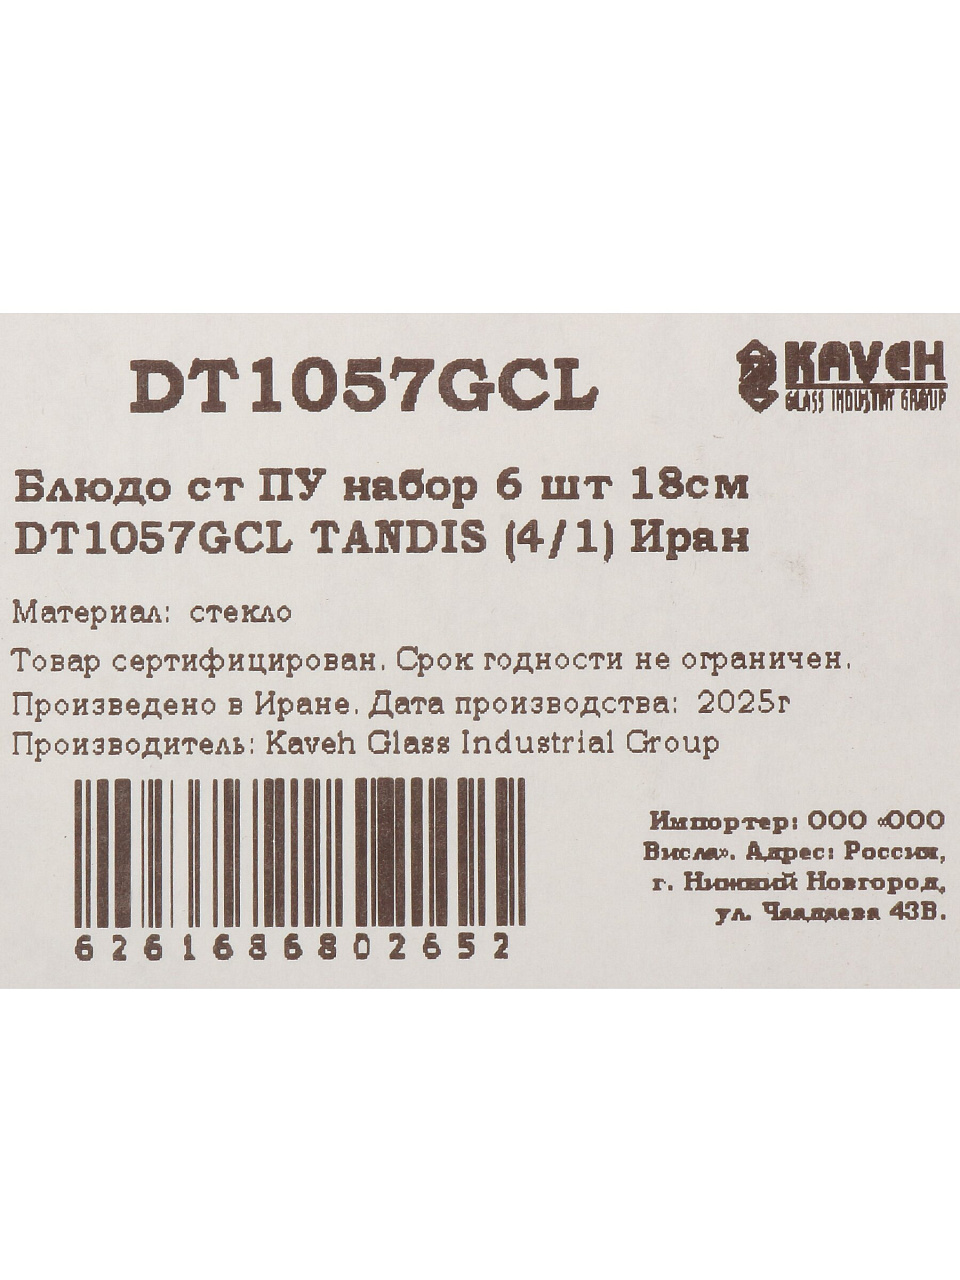 DT1057GCL
KAVEH
GLASS INDUSTRY GROUP
Блюдо ст ПУ набор 6 шт 18см
DT1057GCL TANDIS (4/1) Иран
Материал: стекло
Товар сертифицирован. Срок годности не ограничен.
Произведено в Иране. Дата производства: 2025г
Производитель: Kaveh Glass Industrial Group
6261686802652
Импортер: ООО «ООО
Висла». Адрес: Россия,
г. Нижний Новгород,
ул. Чаадаева 43В.